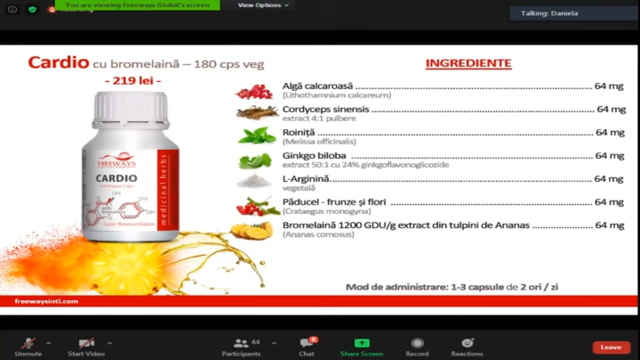 You are viewing Freeways Global's screen
View Options
Talking: Daniela
Cardio cu bromelaină – 180 cps veg
- 219 lei -
INGREDIENTE
Algă calcaroasă 64 mg
(Lithothamnium calcareum)
Cordyceps sinensis 64 mg
extract 4:1 pulbere
Roiniță 64 mg
(Melissa officinalis)
Ginkgo biloba 64 mg
extract 50:1 cu 24% ginkgoflavonoglicozide
L-Arginină 64 mg
vegetală
Păducel - frunze și flori 64 mg
(Crataegus monogyna)
Bromelaină 1200 GDU/g extract din tulpini de Ananas 64 mg
(Ananas comosus)
FREEWAYS
CARDIO
medicinal herbs
Mod de administrare: 1-3 capsule de 2 ori / zi
freewaysintl.com
Unmute
Start Video
44
Participants
8
Chat
Share Screen
Record
Reactions
Leave